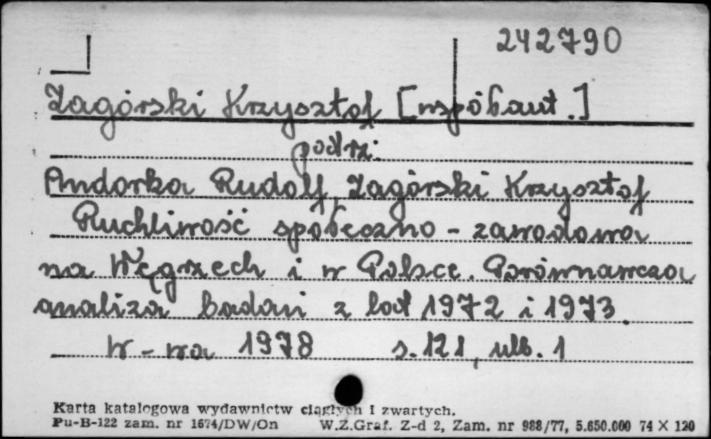 242790
Zagórski Krzysztof [współaut.]
podrz:
Andorka Rudolf, Zagórski Krzysztof
Ruchliwość społeczno - zawodowa
na Węgrzech i w Polsce. Porównawcza
analiza badań z lat 1972 i 1973.
W-wa 1978 s. 121, ulb. 1
Karta katalogowa wydawnictw ciągłych i zwartych.
Pu-B-122 zam. nr 1674/DW/On W.Z.Graf. Z-d 2, Zam. nr 988/77, 5.650.000 74 X 120